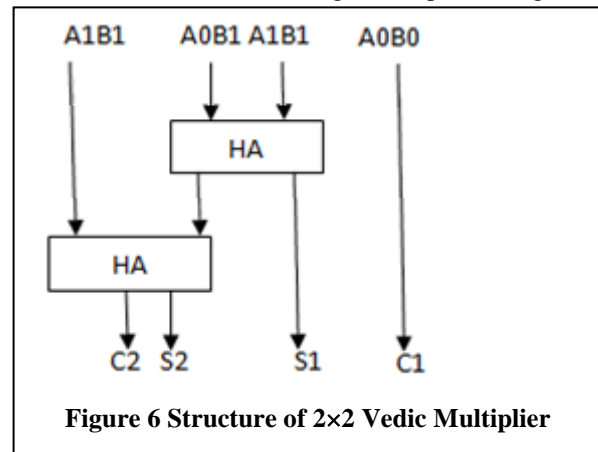 A1B1 A0B1 A1B1 A0B0
HA
HA
C2 S2 S1 C1
Figure 6 Structure of 2×2 Vedic Multiplier